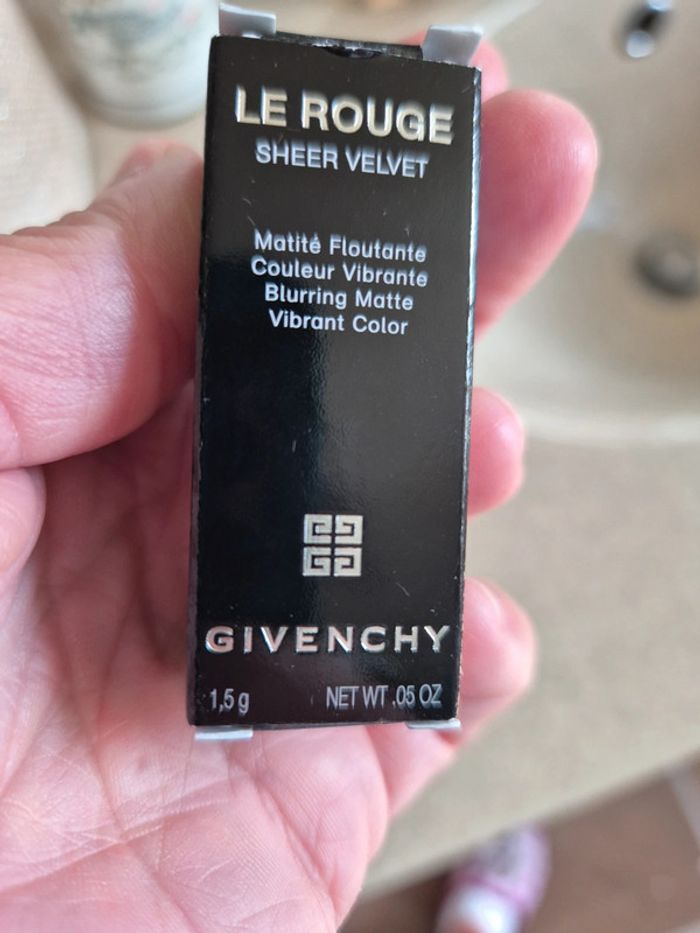 LE ROUGE
SHEER VELVET
Matité Floutante
Couleur Vibrante
Blurring Matte
Vibrant Color
GIVENCHY
1,5 g NET WT .05 OZ